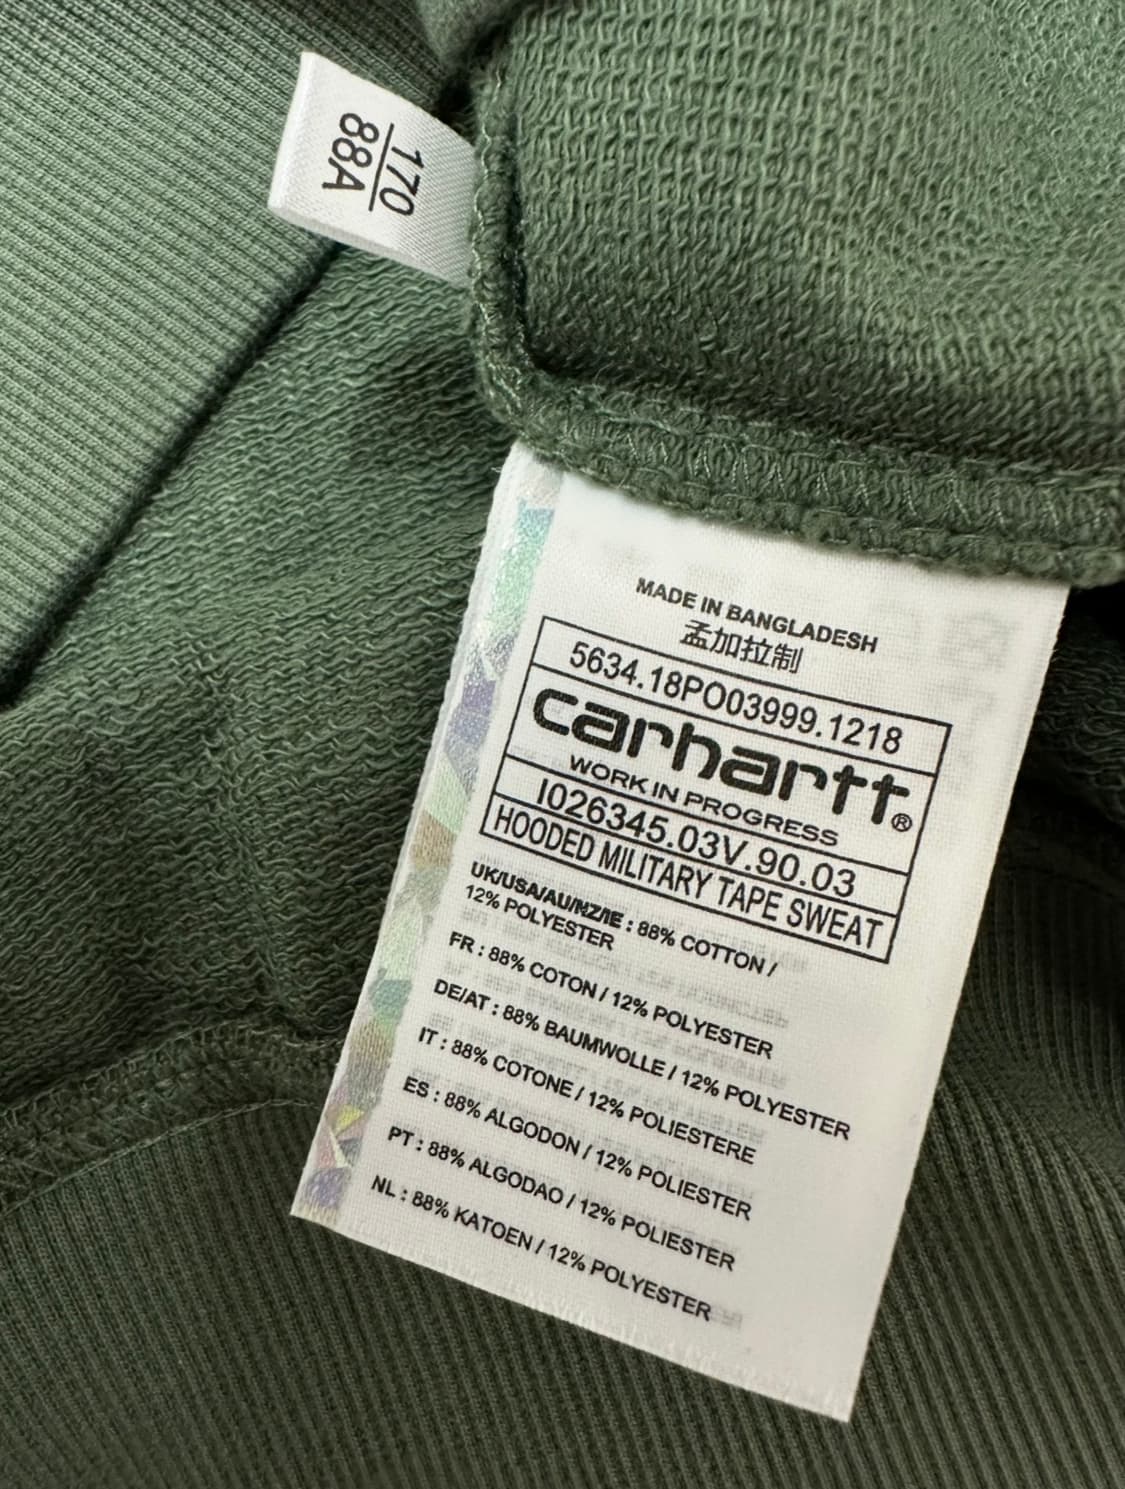 170
88A
MADE IN BANGLADESH
孟加拉制
5634.18PO03999.1218
carhartt®
WORK IN PROGRESS
I026345.03V.90.03
HOODED MILITARY TAPE SWEAT
UK/USA/AU/NZ/IE : 88% COTTON /
12% POLYESTER
FR : 88% COTON / 12% POLYESTER
DE/AT : 88% BAUMWOLLE / 12% POLYESTER
IT : 88% COTONE / 12% POLIESTERE
ES : 88% ALGODON / 12% POLIESTER
PT : 88% ALGODAO / 12% POLIESTER
NL : 88% KATOEN / 12% POLYESTER